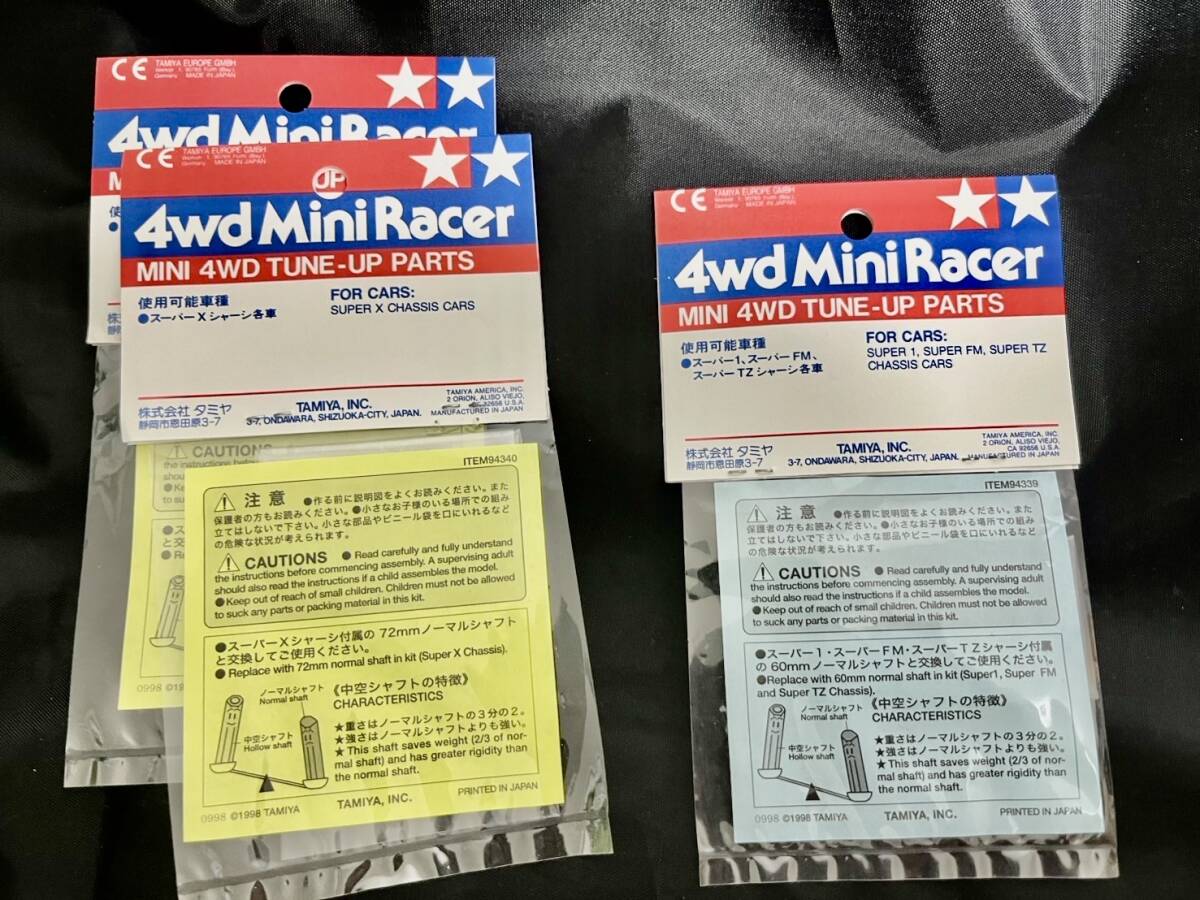 CE TAMIYA EUROPE GMBH
Germany MADE IN JAPAN
4wd Mini Racer
M
使
株
静
CAUTIONS
the instructions before
to suck
と交換し
● Repla
0998 ©1998 TAMIYA
CE TAMIYA EUROPE GMBH
Germany MADE IN JAPAN
JP
4wd Mini Racer
MINI 4WD TUNE-UP PARTS
使用可能車種
●スーパーXシャーシ各車
FOR CARS:
SUPER X CHASSIS CARS
株式会社 タミヤ
静岡市恩田原3-7
TAMIYA, INC.
3-7, ONDAWARA, SHIZUOKA-CITY, JAPAN.
TAMIYA AMERICA, INC.
2 ORION, ALISO VIEJO,
92656 U.S.A.
MANUFACTURED IN JAPAN
ITEM94340
注 意 ●作る前に説明図をよくお読みください。また
保護者の方もお読みください。●小さなお子様のいる場所での組み
立てはしないで下さい。小さな部品やビニール袋を口にいれるなど
の危険な状況が考えられます。
CAUTIONS ● Read carefully and fully understand
the instructions before commencing assembly. A supervising adult
should also read the instructions if a child assembles the model.
● Keep out of reach of small children. Children must not be allowed
to suck any parts or packing material in this kit.
●スーパーXシャーシ付属の 72mmノーマルシャフト
と交換してご使用ください。
● Replace with 72mm normal shaft in kit (Super X Chassis).
ノーマルシャフト
Normal shaft
中空シャフト
Hollow shaft
《中空シャフトの特徴》
CHARACTERISTICS
★重さはノーマルシャフトの3分の2。
★強さはノーマルシャフトよりも強い。
★This shaft saves weight (2/3 of nor-
mal shaft) and has greater rigidity than
the normal shaft.
0998 ©1998 TAMIYA
TAMIYA, INC.
PRINTED IN JAPAN
CE TAMIYA EUROPE GMBH
Germany MADE IN JAPAN
4wd Mini Racer
MINI 4WD TUNE-UP PARTS
使用可能車種
●スーパー1、スーパーFM、
スーパーTZシャーシ各車
FOR CARS:
SUPER 1, SUPER FM, SUPER TZ
CHASSIS CARS
株式会社 タミヤ
静岡市恩田原3-7
TAMIYA, INC.
3-7, ONDAWARA, SHIZUOKA-CITY, JAPAN.
TAMIYA AMERICA, INC.
2 ORION, ALISO VIEJO,
CA 92656 U.S.A.
MANUFACTURED IN JAPAN
ITEM94339
注 意 ●作る前に説明図をよくお読みください。また
保護者の方もお読みください。●小さなお子様のいる場所での組み
立てはしないで下さい。小さな部品やビニール袋を口にいれるなど
の危険な状況が考えられます。
CAUTIONS ● Read carefully and fully understand
the instructions before commencing assembly. A supervising adult
should also read the instructions if a child assembles the model.
● Keep out of reach of small children. Children must not be allowed
to suck any parts or packing material in this kit.
●スーパー1・スーパーFM・スーパーTZシャーシ付属
の 60mmノーマルシャフトと交換してご使用ください。
●Replace with 60mm normal shaft in kit (Super1, Super FM
and Super TZ Chassis).
ノーマルシャフト
Normal shaft
中空シャフト
Hollow shaft
《中空シャフトの特徴》
CHARACTERISTICS
★重さはノーマルシャフトの3分の2。
★強さはノーマルシャフトよりも強い。
★This shaft saves weight (2/3 of nor-
mal shaft) and has greater rigidity than
the normal shaft.
0998 ©1998 TAMIYA
TAMIYA, INC.
PRINTED IN JAPAN